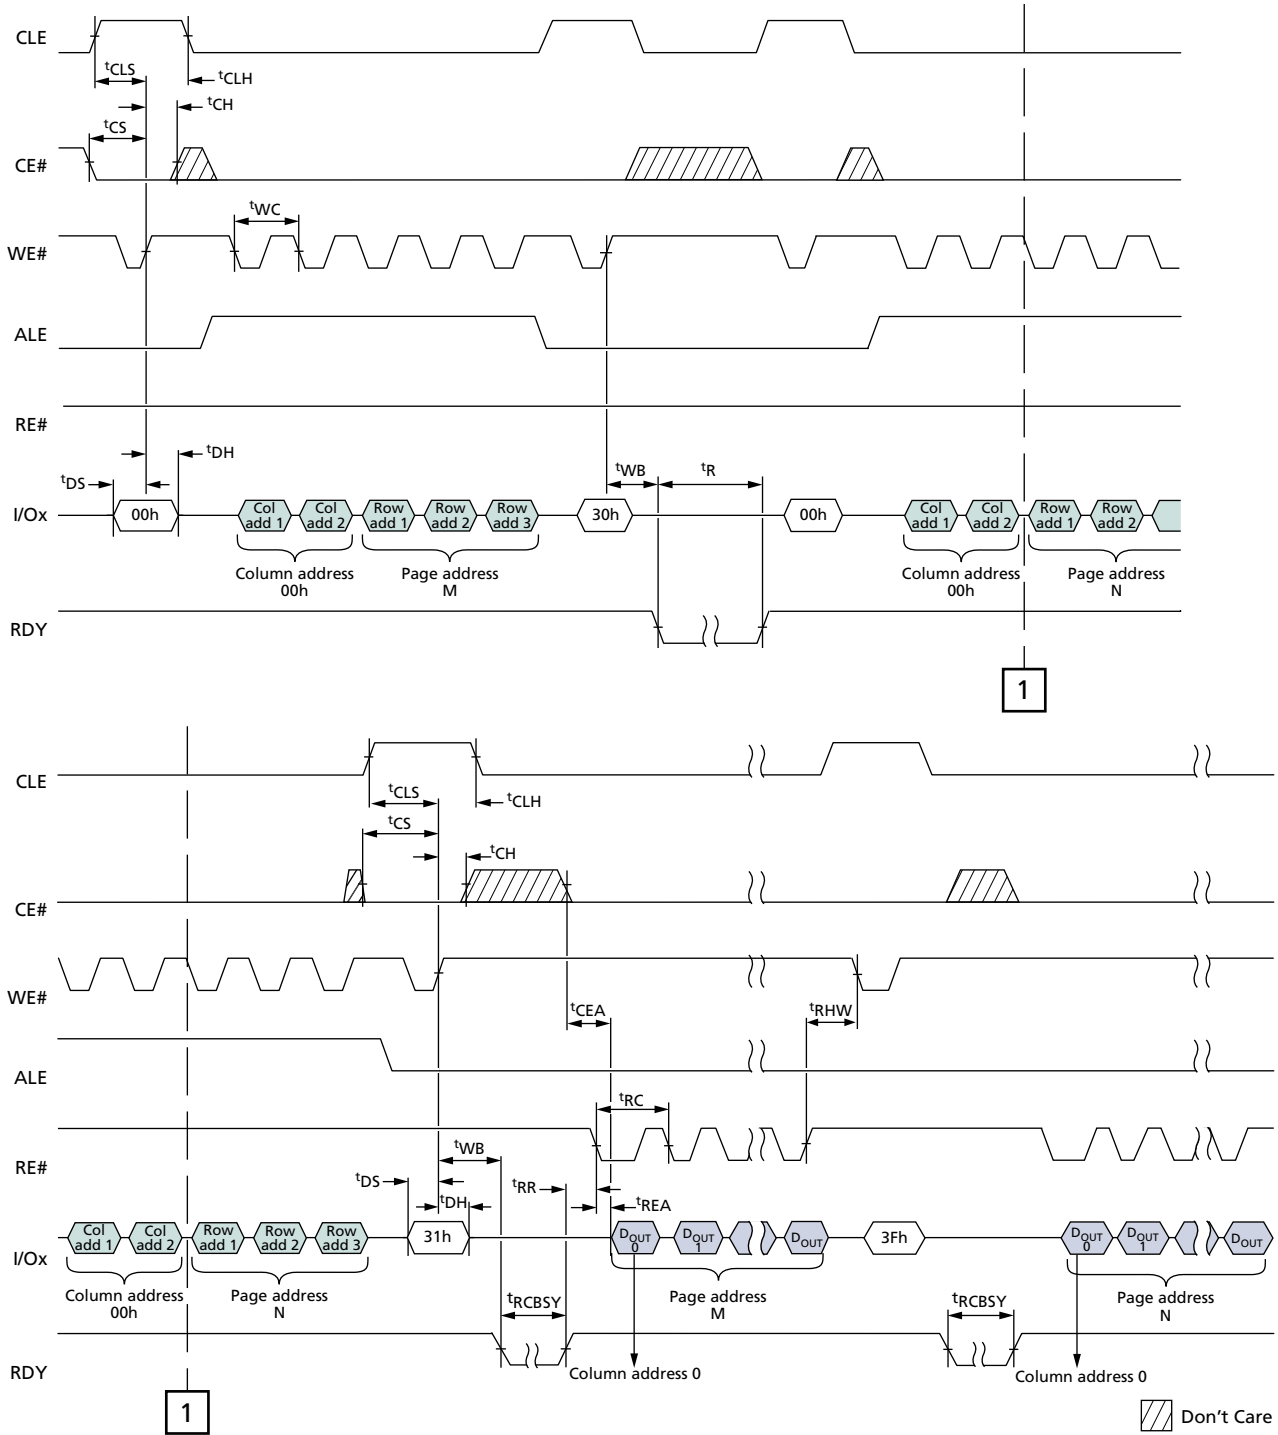 CLE
tCLS
tCLH
tCH
tCS
CE#
tWC
WE#
ALE
RE#
tDH
tDS
tWB
tR
I/Ox
00h
Col add 1
Col add 2
Row add 1
Row add 2
Row add 3
30h
00h
Col add 1
Col add 2
Row add 1
Row add 2
Column address 00h
Page address M
Column address 00h
Page address N
RDY
1
CLE
tCLS
tCLH
tCS
tCH
CE#
WE#
tCEA
tRHW
ALE
tRC
tWB
RE#
tDS
tRR
tDH
tREA
I/Ox
Col add 1
Col add 2
Row add 1
Row add 2
Row add 3
31h
DOUT 0
DOUT 1
DOUT
3Fh
DOUT 0
DOUT 1
DOUT
Column address 00h
Page address N
tRCBSY
Page address M
tRCBSY
Page address N
RDY
Column address 0
Column address 0
1
Don't Care